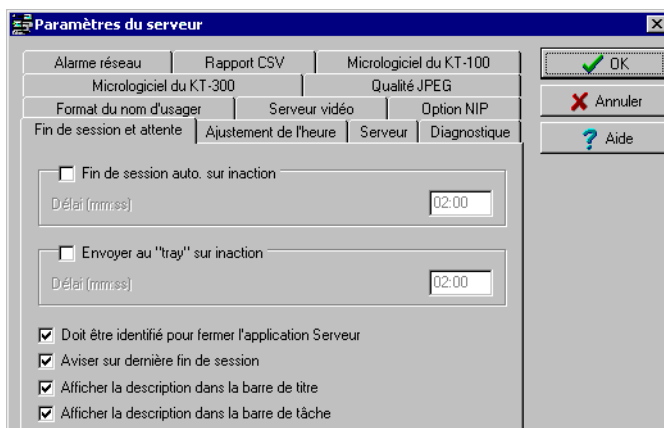 Paramètres du serveur
Alarme réseau Rapport CSV Micrologiciel du KT-100
Micrologiciel du KT-300 Qualité JPEG
Format du nom d'usager Serveur vidéo Option NIP
Fin de session et attente Ajustement de l'heure Serveur Diagnostique
OK
Annuler
Aide
Fin de session auto. sur inaction
Délai (mm:ss) 02:00
Envoyer au "tray" sur inaction
Délai (mm:ss) 02:00
Doit être identifié pour fermer l'application Serveur
Aviser sur dernière fin de session
Afficher la description dans la barre de titre
Afficher la description dans la barre de tâche